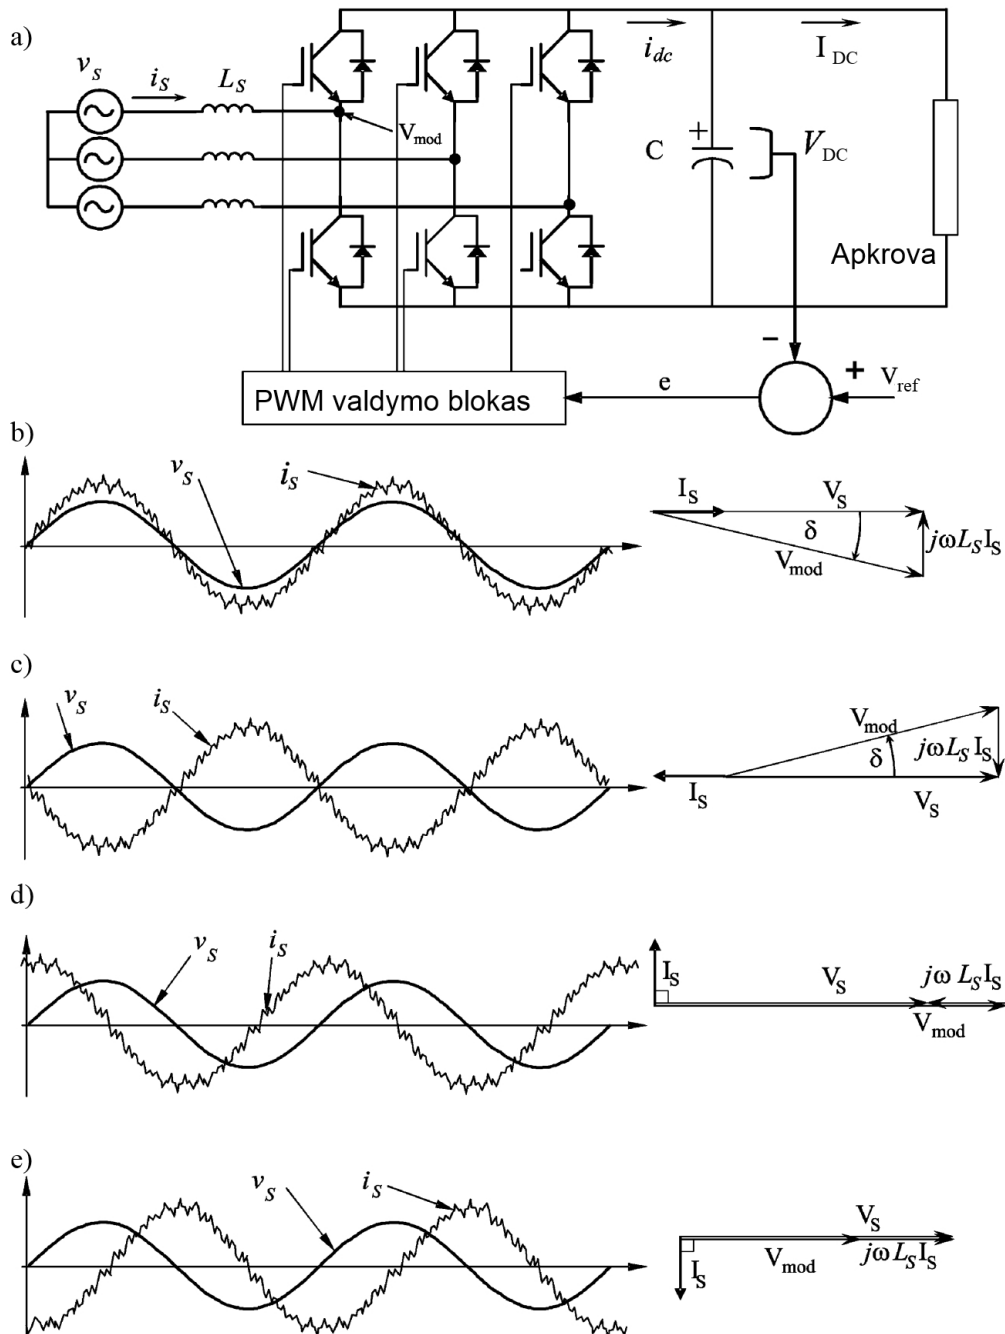 a)
v_S
i_S
L_S
V_mod
i_dc
I_DC
C
+
V_DC
Apkrova
−
+
V_ref
e
PWM valdymo blokas
b)
v_S
i_S
I_S
V_S
δ
V_mod
jωL_S I_S
c)
v_S
i_S
V_mod
δ
jωL_S I_S
I_S
V_S
d)
v_S
i_S
I_S
V_S
jωL_S I_S
V_mod
e)
v_S
i_S
V_S
I_S
V_mod
jωL_S I_S